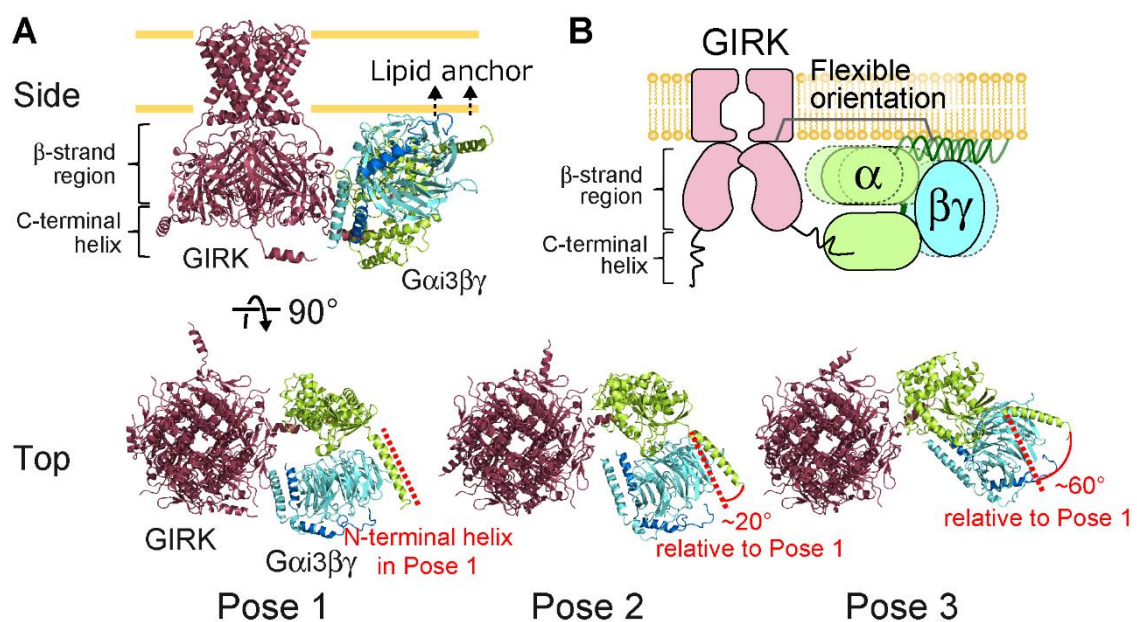 A
Side
Lipid anchor
β-strand
region
C-terminal
helix
GIRK
Gαi3βγ
90°
B
GIRK
Flexible
orientation
β-strand
region
C-terminal
helix
α
βγ
Top
GIRK
Gαi3βγ
N-terminal helix
in Pose 1
~20°
relative to Pose 1
~60°
relative to Pose 1
Pose 1
Pose 2
Pose 3